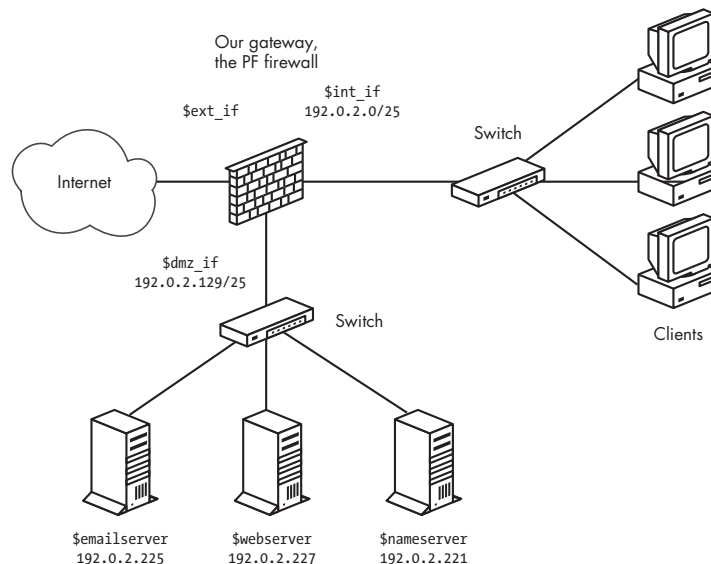 Our gateway,
the PF firewall
$int_if
192.0.2.0/25
$ext_if
Switch
Internet
$dmz_if
192.0.2.129/25
Switch
Clients
$emailserver
192.0.2.225
$webserver
192.0.2.227
$nameserver
192.0.2.221